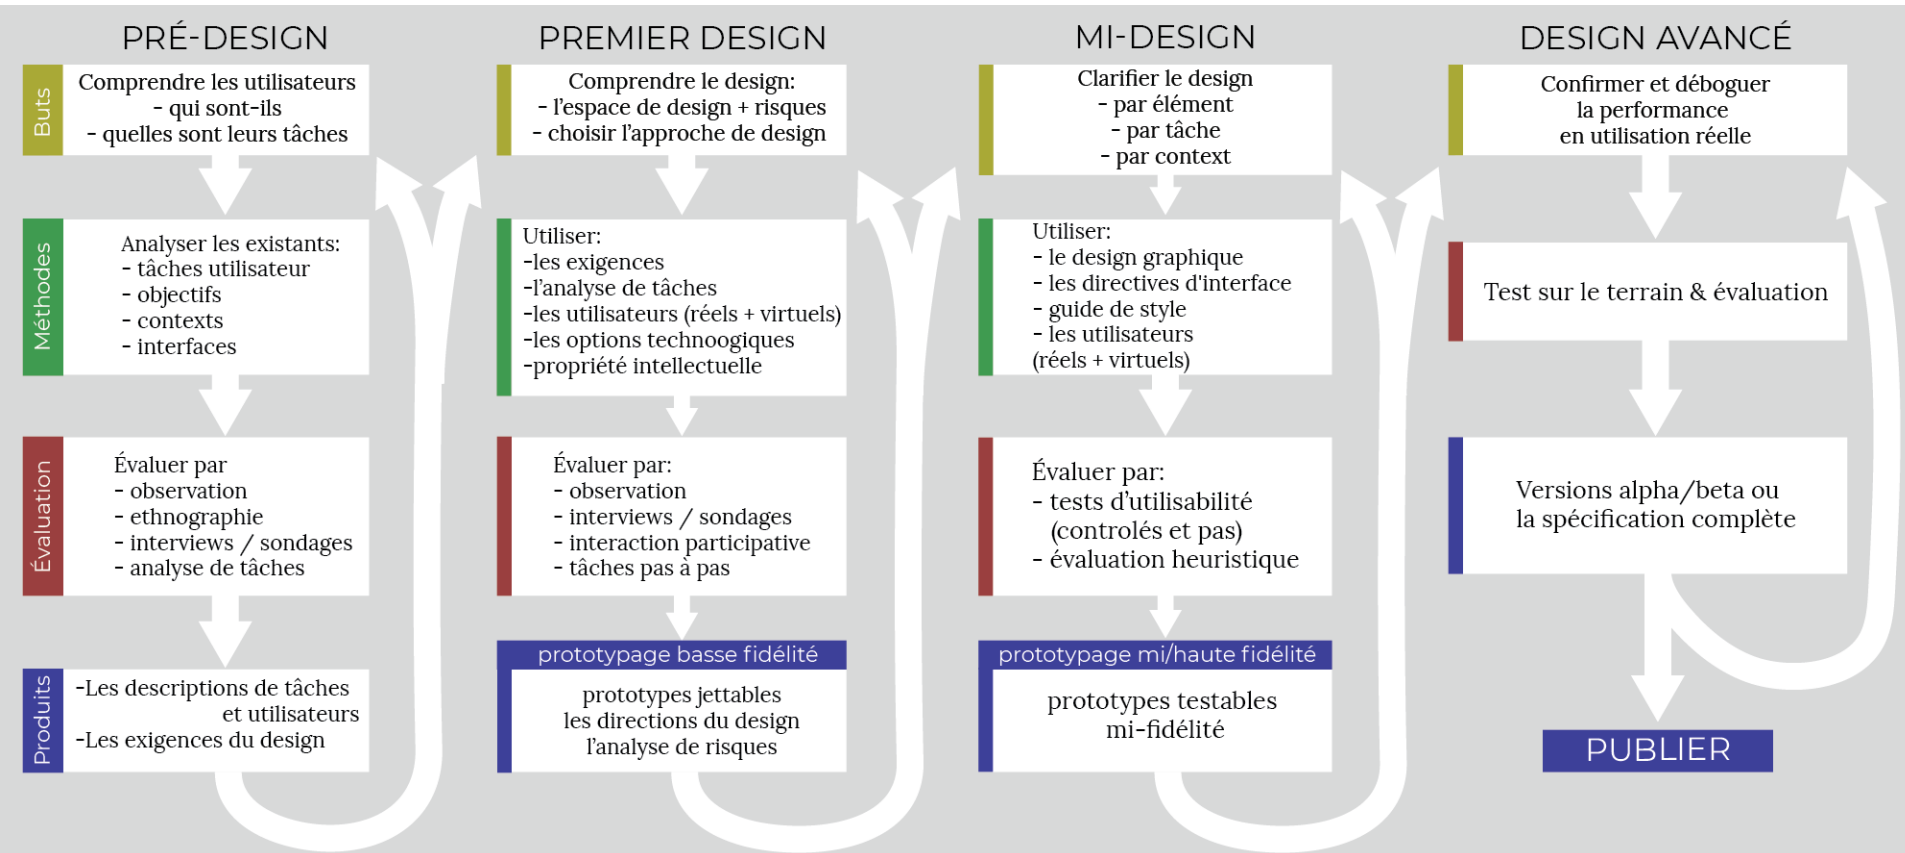 PRÉ-DESIGN
Buts
Comprendre les utilisateurs
- qui sont-ils
- quelles sont leurs tâches
Méthodes
Analyser les existants:
- tâches utilisateur
- objectifs
- contexts
- interfaces
Évaluation
Évaluer par
- observation
- ethnographie
- interviews / sondages
- analyse de tâches
Produits
-Les descriptions de tâches
et utilisateurs
-Les exigences du design
PREMIER DESIGN
Comprendre le design:
- l'espace de design + risques
- choisir l'approche de design
Utiliser:
-les exigences
-l'analyse de tâches
-les utilisateurs (réels + virtuels)
-les options technoogiques
-propriété intellectuelle
Évaluer par:
- observation
- interviews / sondages
- interaction participative
- tâches pas à pas
prototypage basse fidélité
prototypes jettables
les directions du design
l'analyse de risques
MI-DESIGN
Clarifier le design
- par élément
- par tâche
- par context
Utiliser:
- le design graphique
- les directives d'interface
- guide de style
- les utilisateurs
(réels + virtuels)
Évaluer par:
- tests d'utilisabilité
(controlés et pas)
- évaluation heuristique
prototypage mi/haute fidélité
prototypes testables
mi-fidélité
DESIGN AVANCÉ
Confirmer et déboguer
la performance
en utilisation réelle
Test sur le terrain & évaluation
Versions alpha/beta ou
la spécification complète
PUBLIER